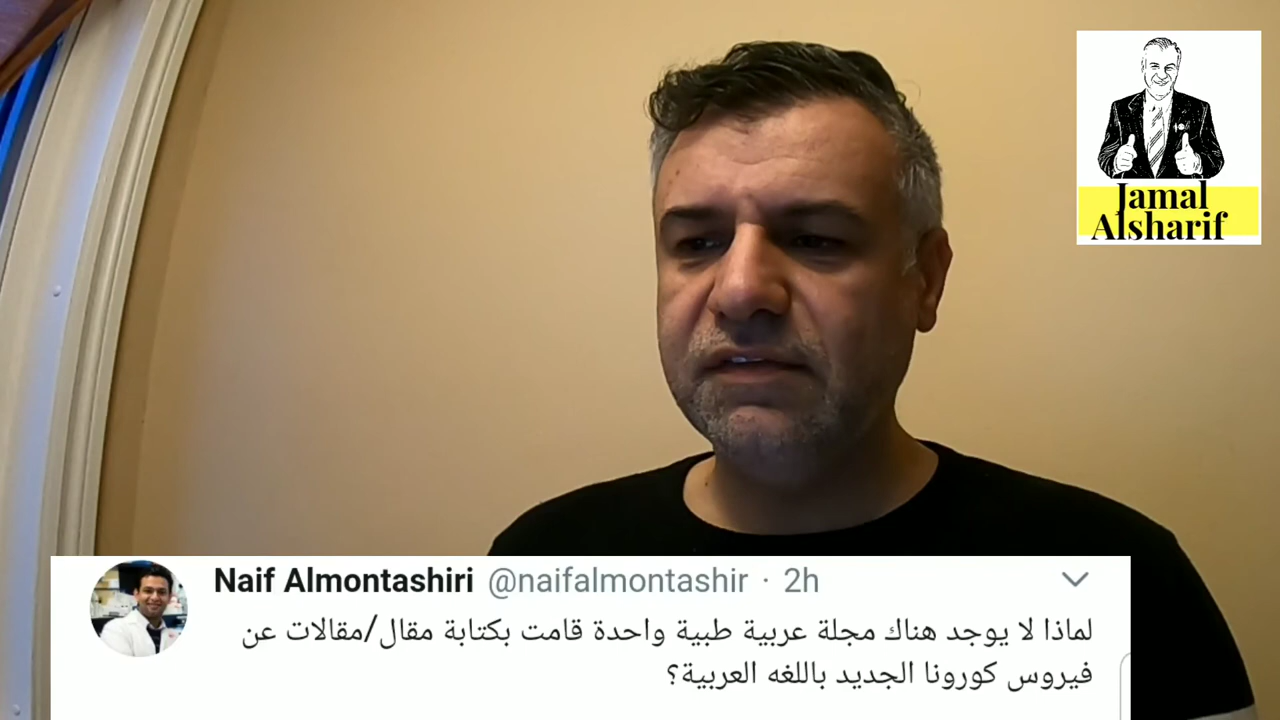 Jamal
Alsharif
Naif Almontashiri @naifalmontashir · 2h
لماذا لا يوجد هناك مجلة عربية طبية واحدة قامت بكتابة مقال/مقالات عن
فيروس كورونا الجديد باللغه العربية؟